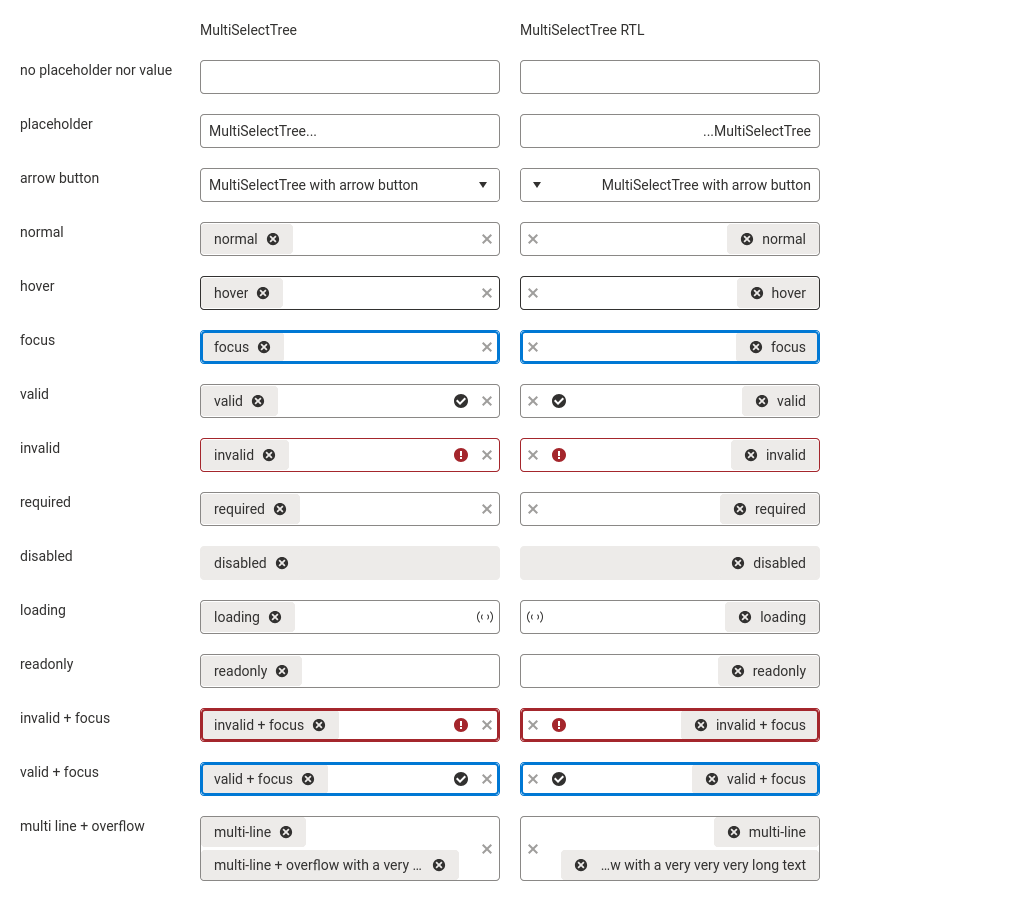 MultiSelectTree MultiSelectTree RTL
no placeholder nor value
placeholder MultiSelectTree... ...MultiSelectTree
arrow button MultiSelectTree with arrow button MultiSelectTree with arrow button
normal normal normal
hover hover hover
focus focus focus
valid valid valid
invalid invalid invalid
required required required
disabled disabled disabled
loading loading loading
readonly readonly readonly
invalid + focus invalid + focus invalid + focus
valid + focus valid + focus valid + focus
multi line + overflow multi-line multi-line
multi-line + overflow with a very ... ...w with a very very very long text